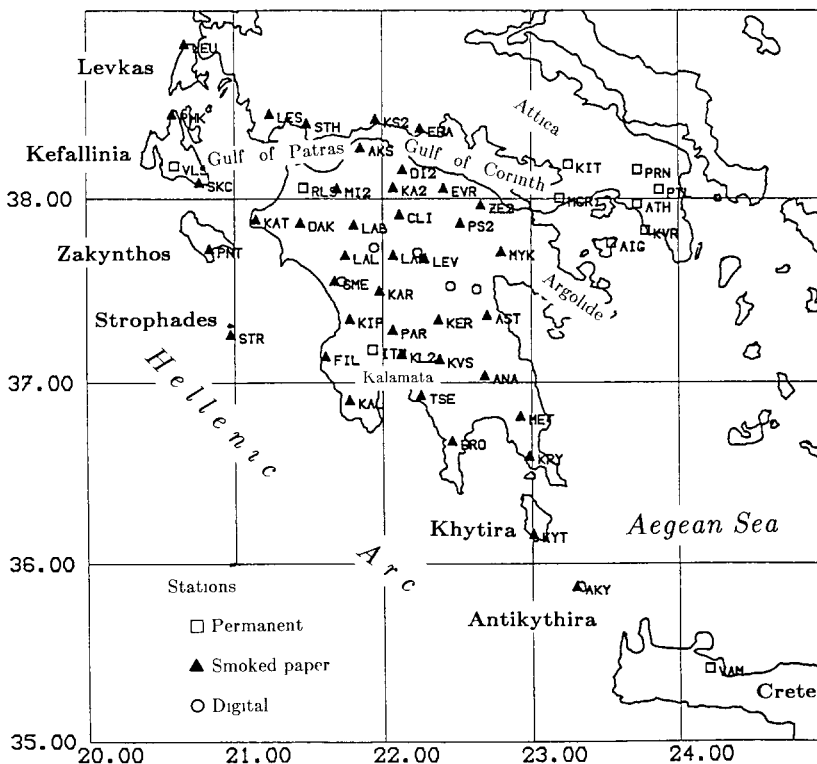 LEU
Levkas
PMK
LES
STH
KS2
EBA
Attica
Kefallinia
Gulf of Patras
AKS
Gulf of Corinth
VLS
SKC
RLS
MI2
DI2
KA2
EVR
KIT
PRN
PTL
38.00
ZE2
MGR
ATH
KAT
DAK
LAB
CLI
PS2
KVR
Zakynthos
PNT
LAL
LEV
MYK
AIG
SME
KAR
Argolide
Strophades
STR
KIP
PAR
KER
AST
FIL
KL2
KVS
37.00
Kalamata
ANA
Hellenic
KAL
TSE
MET
BRO
KRY
Khytira
KYT
Aegean Sea
Arc
36.00
Stations
AKY
Antikythira
Permanent
Smoked paper
VAM
Crete
Digital
35.00
20.00
21.00
22.00
23.00
24.00